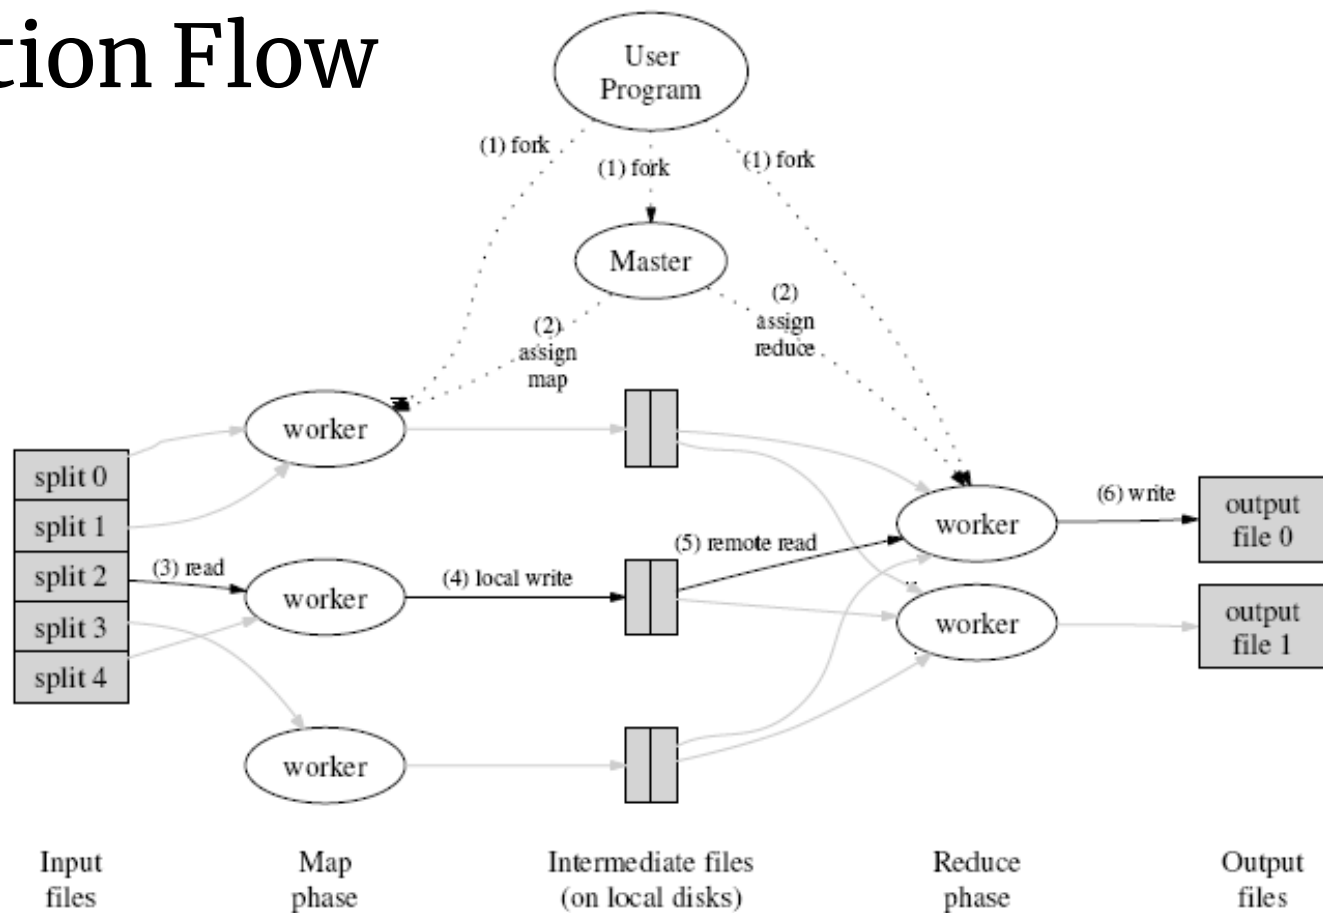 tion Flow
User
Program
(1) fork
(1) fork
(1) fork
Master
(2)
assign
map
(2)
assign
reduce
worker
split 0
split 1
split 2
split 3
split 4
(3) read
worker
(4) local write
(5) remote read
worker
(6) write
output
file 0
worker
output
file 1
worker
Input
files
Map
phase
Intermediate files
(on local disks)
Reduce
phase
Output
files